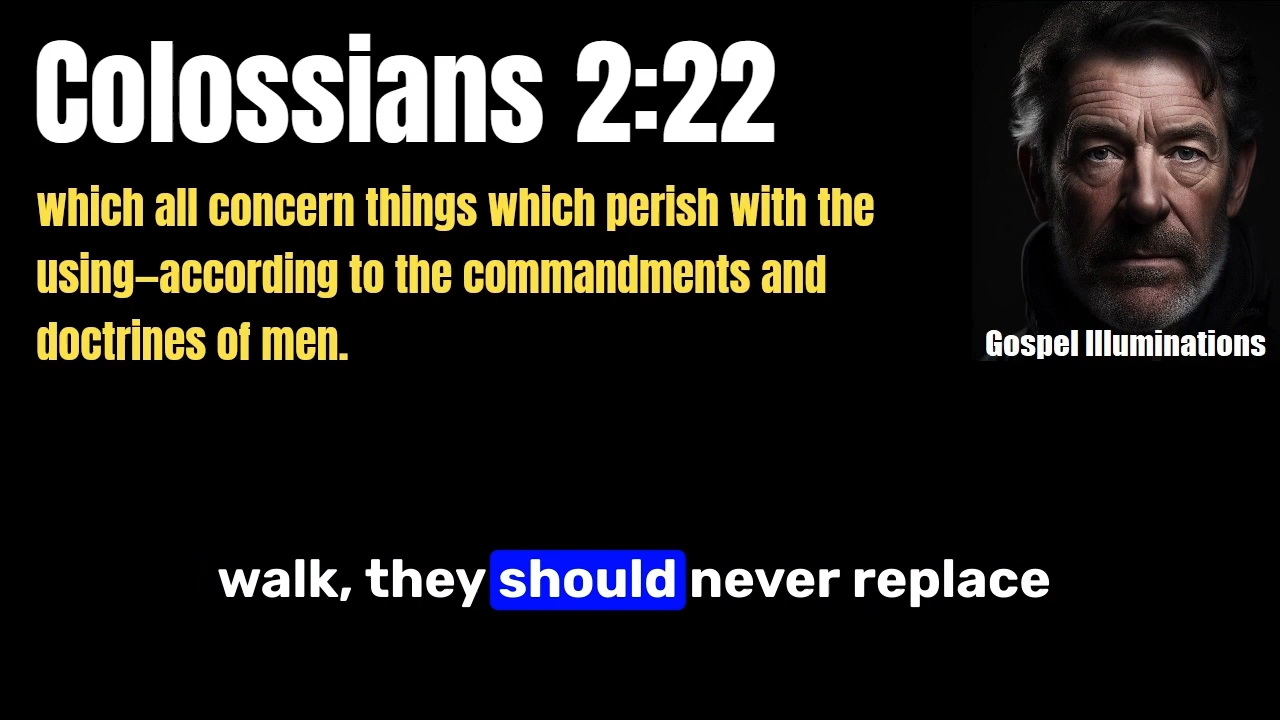 Colossians 2:22
which all concern things which perish with the
using–according to the commandments and
doctrines of men.
Gospel Illuminations
walk, they should never replace